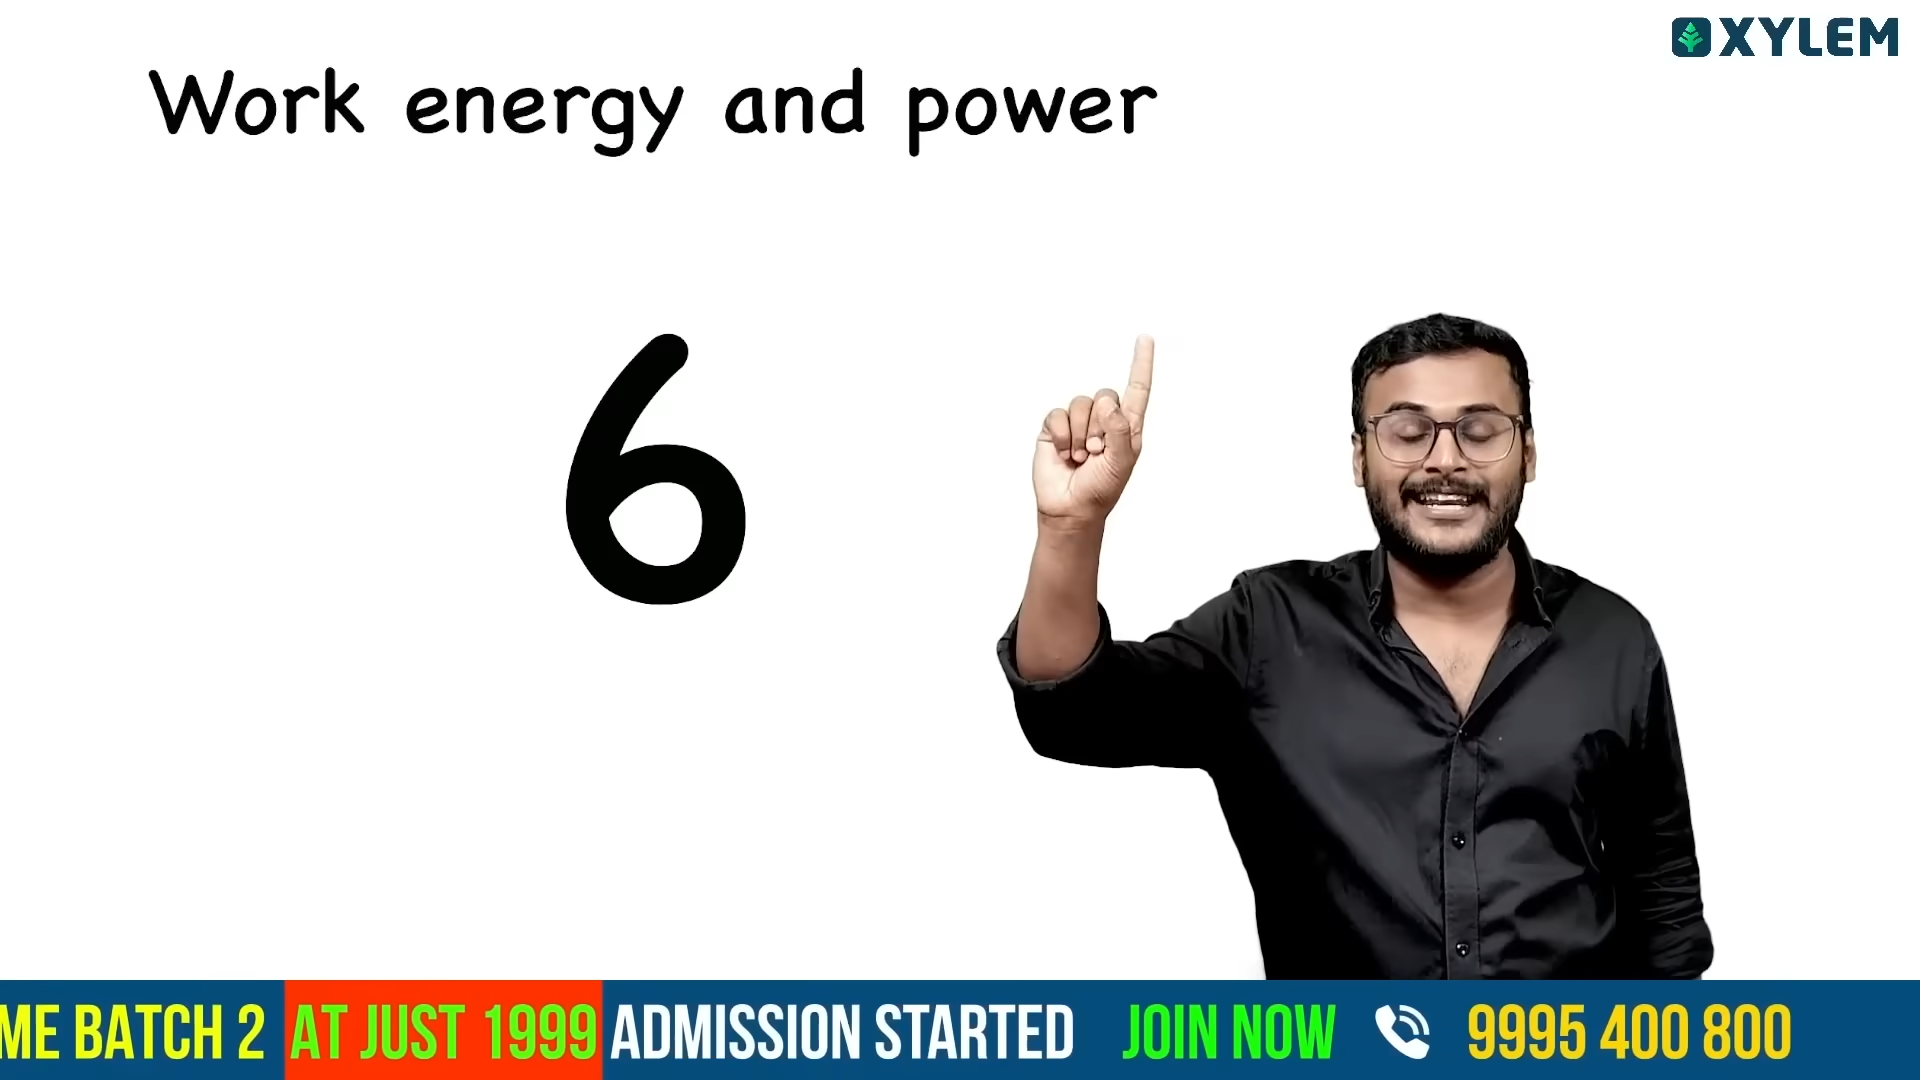 XYLEM
Work energy and power
6
ME BATCH 2 AT JUST 1999 ADMISSION STARTED JOIN NOW 9995 400 800